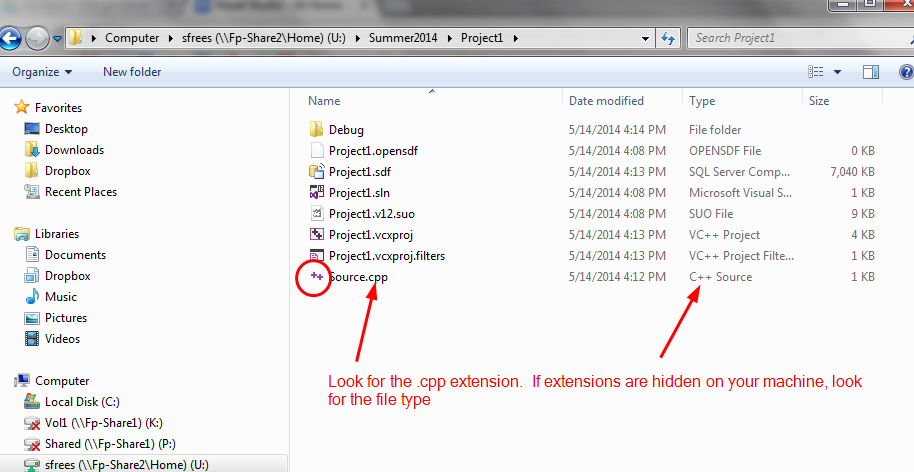 Computer sfrees (\\Fp-Share2\Home) (U:) Summer2014 Project1 Search Project1
Organize New folder
Favorites
Desktop
Downloads
Dropbox
Recent Places
Libraries
Documents
Dropbox
Music
Pictures
Videos
Computer
Local Disk (C:)
Vol1 (\\Fp-Share1) (K:)
Shared (\\Fp-Share1) (P:)
sfrees (\\Fp-Share2\Home) (U:)
Name Date modified Type Size
Debug 5/14/2014 4:14 PM File folder
Project1.opensdf 5/14/2014 4:08 PM OPENSDF File 0 KB
Project1.sdf 5/14/2014 4:13 PM SQL Server Comp... 7,040 KB
Project1.sln 5/14/2014 4:08 PM Microsoft Visual S... 1 KB
Project1.v12.suo 5/14/2014 4:08 PM SUO File 9 KB
Project1.vcxproj 5/14/2014 4:13 PM VC++ Project 4 KB
Project1.vcxproj.filters 5/14/2014 4:13 PM VC++ Project Filte... 1 KB
Source.cpp 5/14/2014 4:12 PM C++ Source 1 KB
Look for the .cpp extension. If extensions are hidden on your machine, look
for the file type